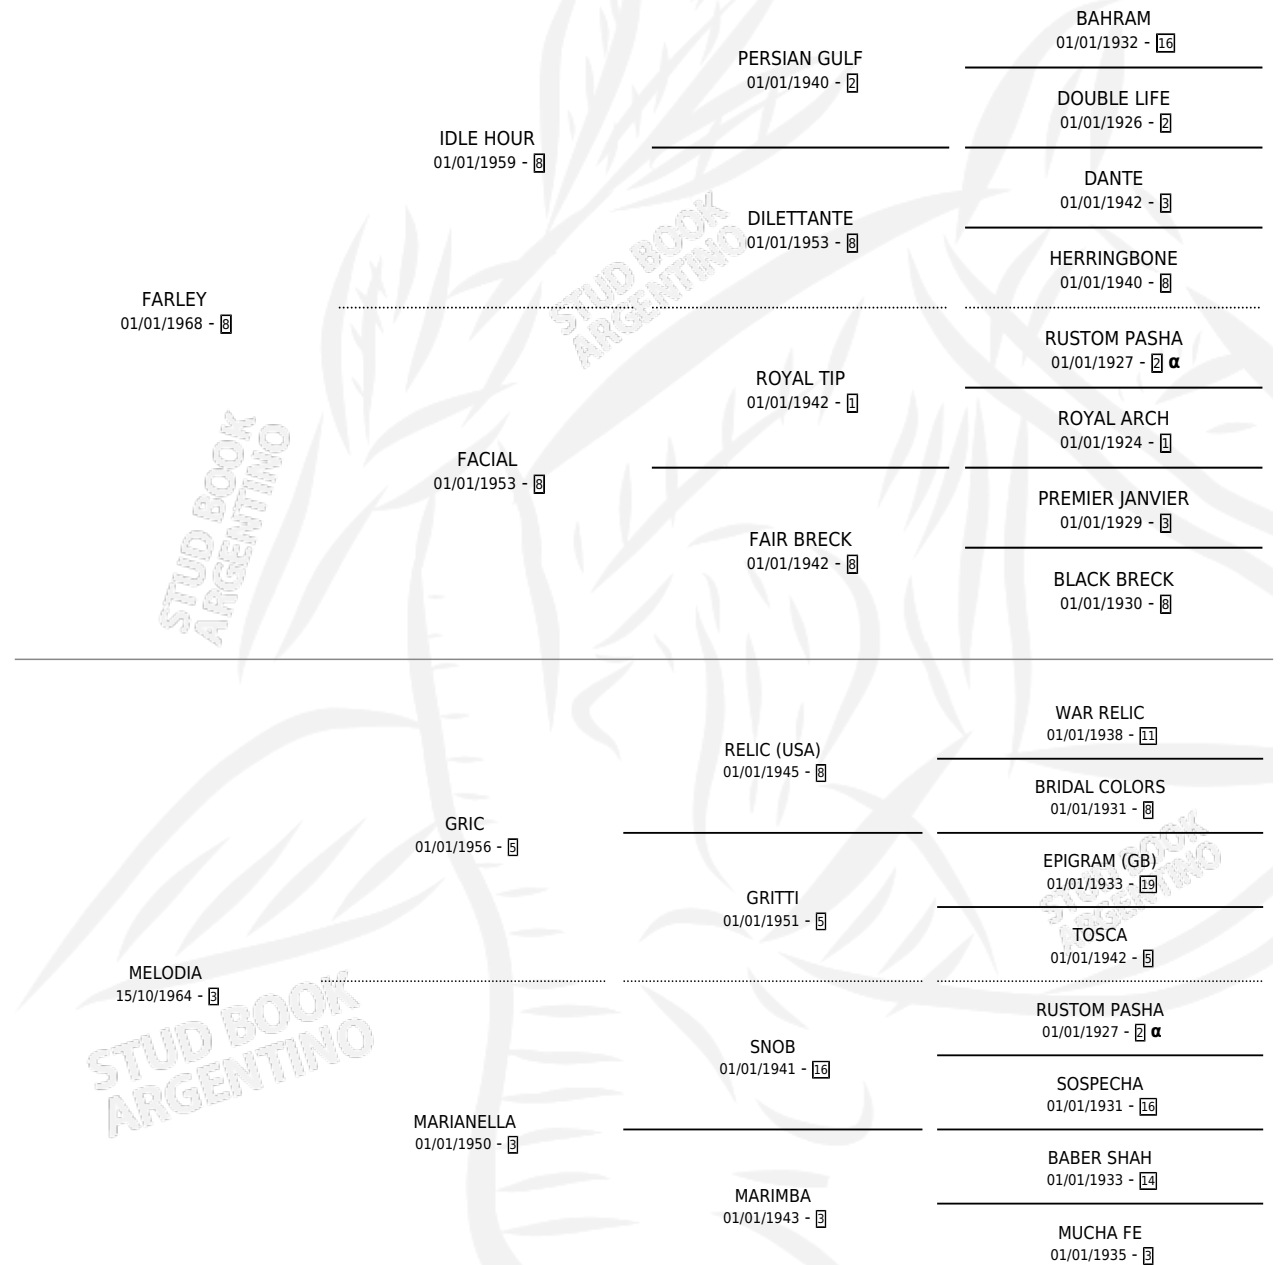 FARLEY
01/01/1968 - 8
IDLE HOUR
01/01/1959 - 8
FACIAL
01/01/1953 - 8
PERSIAN GULF
01/01/1940 - 2
DILETTANTE
01/01/1953 - 8
ROYAL TIP
01/01/1942 - 1
FAIR BRECK
01/01/1942 - 8
BAHRAM
01/01/1932 - 16
DOUBLE LIFE
01/01/1926 - 2
DANTE
01/01/1942 - 3
HERRINGBONE
01/01/1940 - 8
RUSTOM PASHA
01/01/1927 - 2 α
ROYAL ARCH
01/01/1924 - 1
PREMIER JANVIER
01/01/1929 - 3
BLACK BRECK
01/01/1930 - 8
MELODIA
15/10/1964 - 3
GRIC
01/01/1956 - 5
MARIANELLA
01/01/1950 - 3
RELIC (USA)
01/01/1945 - 8
GRITTI
01/01/1951 - 5
SNOB
01/01/1941 - 16
MARIMBA
01/01/1943 - 3
WAR RELIC
01/01/1938 - 11
BRIDAL COLORS
01/01/1931 - 8
EPIGRAM (GB)
01/01/1933 - 19
TOSCA
01/01/1942 - 5
RUSTOM PASHA
01/01/1927 - 2 α
SOSPECHA
01/01/1931 - 16
BABER SHAH
01/01/1933 - 14
MUCHA FE
01/01/1935 - 3
STUD BOOK
ARGENTINO
STUD BOOK
ARGENTINO
STUD BOOK
ARGENTINO
STUD BOOK
ARGENTINO